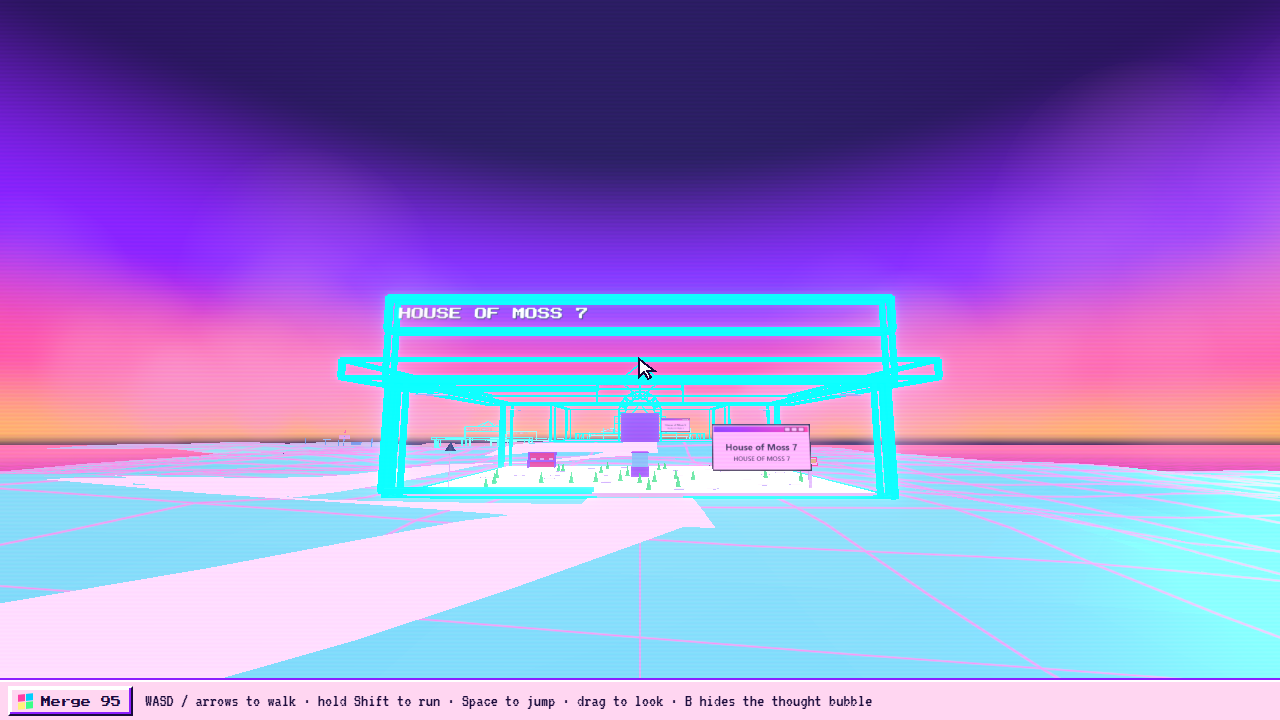 HOUSE OF MOSS 7
House of Moss 7
HOUSE OF MOSS 7
Merge 95
WASD / arrows to walk · hold Shift to run · Space to jump · drag to look · B hides the thought bubble